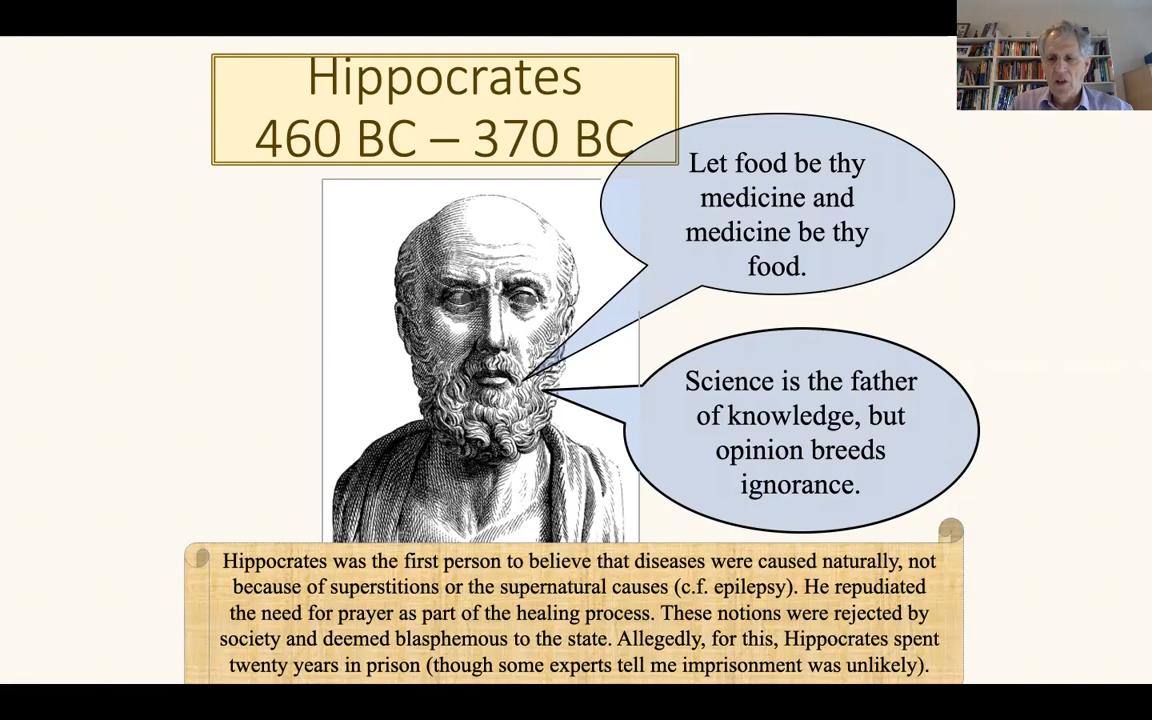 Hippocrates
460 BC – 370 BC
Let food be thy
medicine and
medicine be thy
food.
Science is the father
of knowledge, but
opinion breeds
ignorance.
Hippocrates was the first person to believe that diseases were caused naturally, not
because of superstitions or the supernatural causes (c.f. epilepsy). He repudiated
the need for prayer as part of the healing process. These notions were rejected by
society and deemed blasphemous to the state. Allegedly, for this, Hippocrates spent
twenty years in prison (though some experts tell me imprisonment was unlikely).